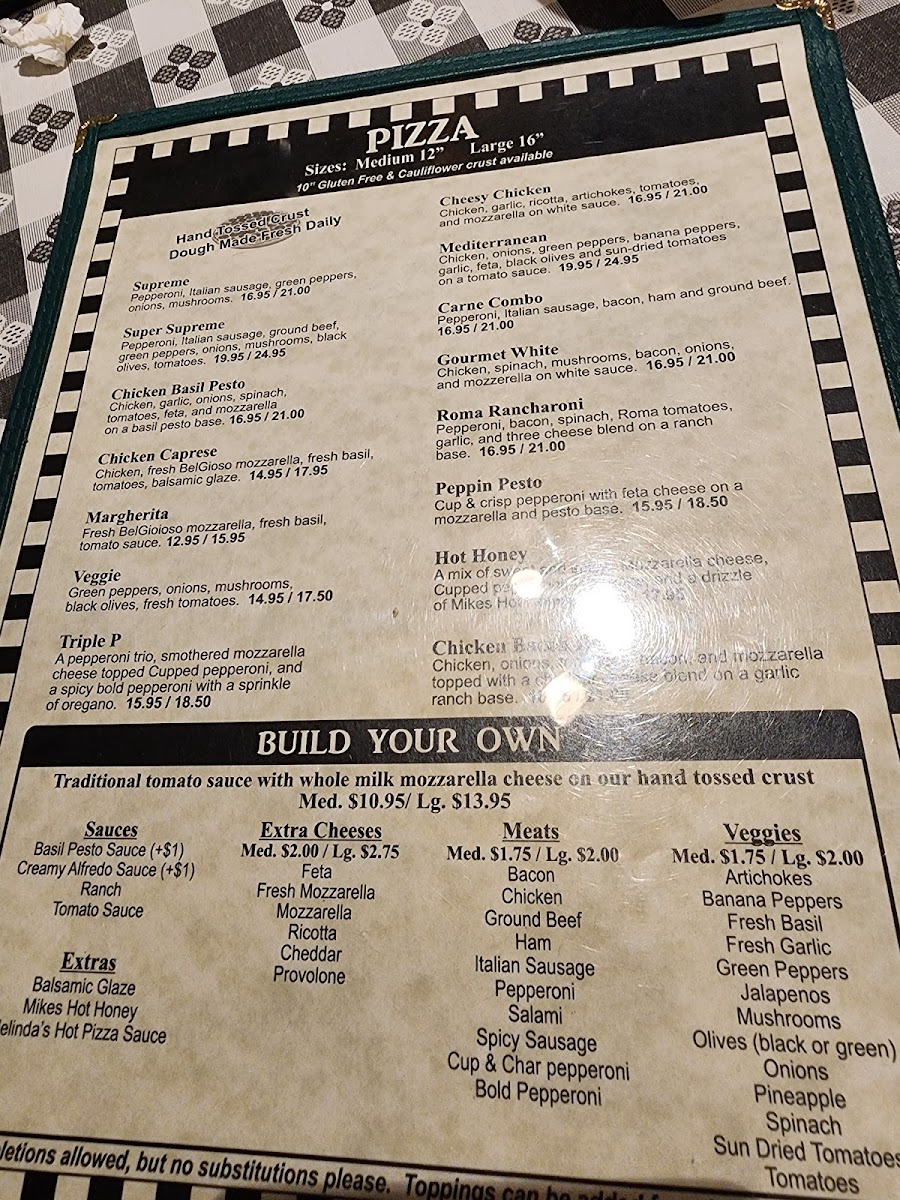 PIZZA
Sizes: Medium 12” Large 16”
10" Gluten Free & Cauliflower crust available
Hand Tossed Crust
Dough Made Fresh Daily
Supreme
Pepperoni, Italian sausage, green peppers,
onions, mushrooms. 16.95 / 21.00
Super Supreme
Pepperoni, Italian sausage, ground beef,
green peppers, onions, mushrooms, black
olives, tomatoes. 19.95 / 24.95
Chicken Basil Pesto
Chicken, garlic, onions, spinach,
tomatoes, feta, and mozzarella
on a basil pesto base. 16.95 / 21.00
Chicken Caprese
Chicken, fresh BelGioso mozzarella, fresh basil,
tomatoes, balsamic glaze. 14.95 / 17.95
Margherita
Fresh BelGioioso mozzarella, fresh basil,
tomato sauce. 12.95 / 15.95
Veggie
Green peppers, onions, mushrooms,
black olives, fresh tomatoes. 14.95 / 17.50
Triple P
A pepperoni trio, smothered mozzarella
cheese topped Cupped pepperoni, and
a spicy bold pepperoni with a sprinkle
of oregano. 15.95 / 18.50
Cheesy Chicken
Chicken, garlic, ricotta, artichokes, tomatoes,
and mozzarella on white sauce. 16.95 / 21.00
Mediterranean
Chicken, onions, green peppers, banana peppers,
garlic, feta, black olives and sun-dried tomatoes
on a tomato sauce. 19.95 / 24.95
Carne Combo
Pepperoni, Italian sausage, bacon, ham and ground beef.
16.95 / 21.00
Gourmet White
Chicken, spinach, mushrooms, bacon, onions,
and mozzerella on white sauce. 16.95 / 21.00
Roma Rancharoni
Pepperoni, bacon, spinach, Roma tomatoes,
garlic, and three cheese blend on a ranch
base. 16.95 / 21.00
Peppin Pesto
Cup & crisp pepperoni with feta cheese on a
mozzarella and pesto base. 15.95 / 18.50
Hot Honey
A mix of Mozzarella cheese,
Cupped and a drizzle
of Mikes 17.95
Chicken
Chicken, onions, bacon, and mozzarella
topped with a blend on a garlic
ranch base.
BUILD YOUR OWN
Traditional tomato sauce with whole milk mozzarella cheese on our hand tossed crust
Med. $10.95/ Lg. $13.95
Sauces
Basil Pesto Sauce (+$1)
Creamy Alfredo Sauce (+$1)
Ranch
Tomato Sauce
Extras
Balsamic Glaze
Mikes Hot Honey
elinda's Hot Pizza Sauce
Extra Cheeses
Med. $2.00 / Lg. $2.75
Feta
Fresh Mozzarella
Mozzarella
Ricotta
Cheddar
Provolone
Meats
Med. $1.75 / Lg. $2.00
Bacon
Chicken
Ground Beef
Ham
Italian Sausage
Pepperoni
Salami
Spicy Sausage
Cup & Char pepperoni
Bold Pepperoni
Veggies
Med. $1.75 / Lg. $2.00
Artichokes
Banana Peppers
Fresh Basil
Fresh Garlic
Green Peppers
Jalapenos
Mushrooms
Olives (black or green)
Onions
Pineapple
Spinach
Sun Dried Tomatoes
Tomatoes
letions allowed, but no substitutions please. Toppings can be added